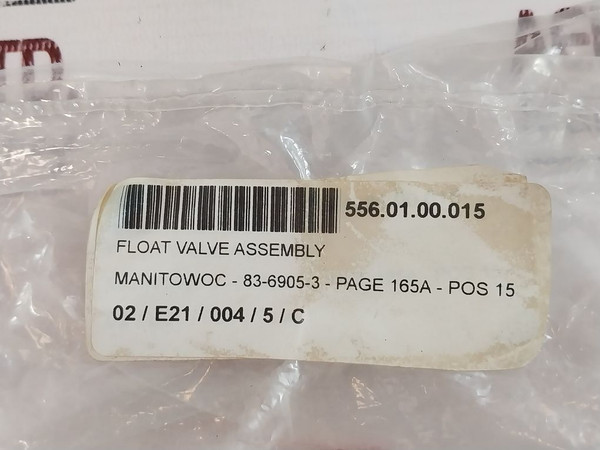 556.01.00.015
FLOAT VALVE ASSEMBLY
MANITOWOC - 83-6905-3 - PAGE 165A - POS 15
02 / E21 / 004 / 5 / C